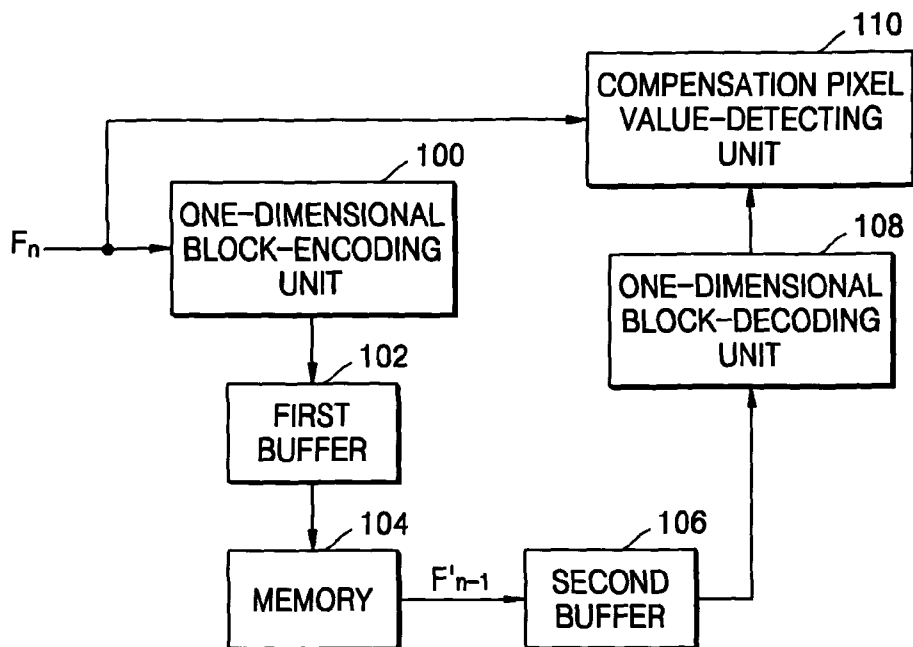 110
COMPENSATION PIXEL
VALUE-DETECTING
UNIT
100
ONE-DIMENSIONAL
BLOCK-ENCODING
UNIT
Fn
108
ONE-DIMENSIONAL
BLOCK-DECODING
UNIT
102
FIRST
BUFFER
104
MEMORY
F'n-1
106
SECOND
BUFFER